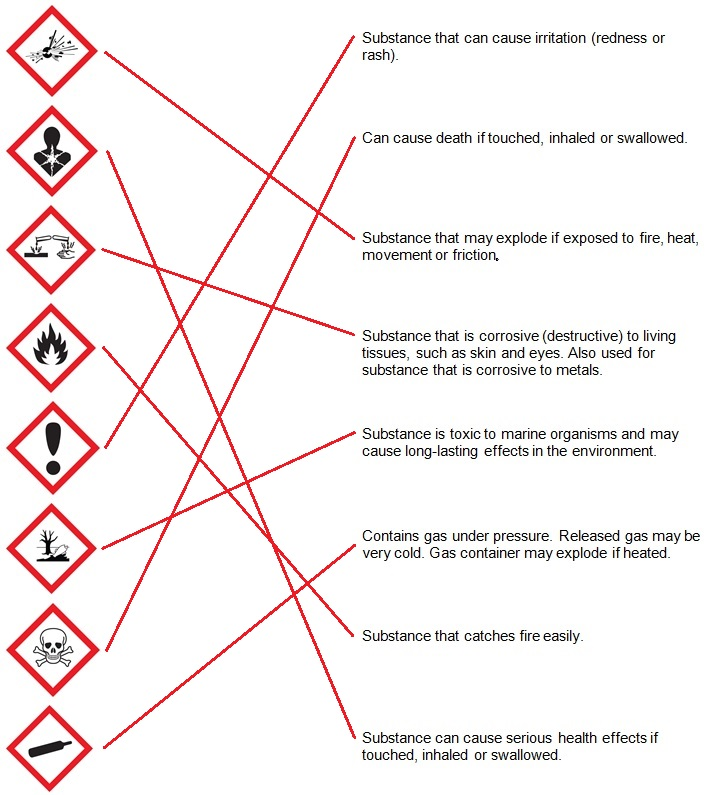 Substance that can cause irritation (redness or
rash).
Can cause death if touched, inhaled or swallowed.
Substance that may explode if exposed to fire, heat,
movement or friction.
Substance that is corrosive (destructive) to living
tissues, such as skin and eyes. Also used for
substance that is corrosive to metals.
Substance is toxic to marine organisms and may
cause long-lasting effects in the environment.
Contains gas under pressure. Released gas may be
very cold. Gas container may explode if heated.
Substance that catches fire easily.
Substance can cause serious health effects if
touched, inhaled or swallowed.